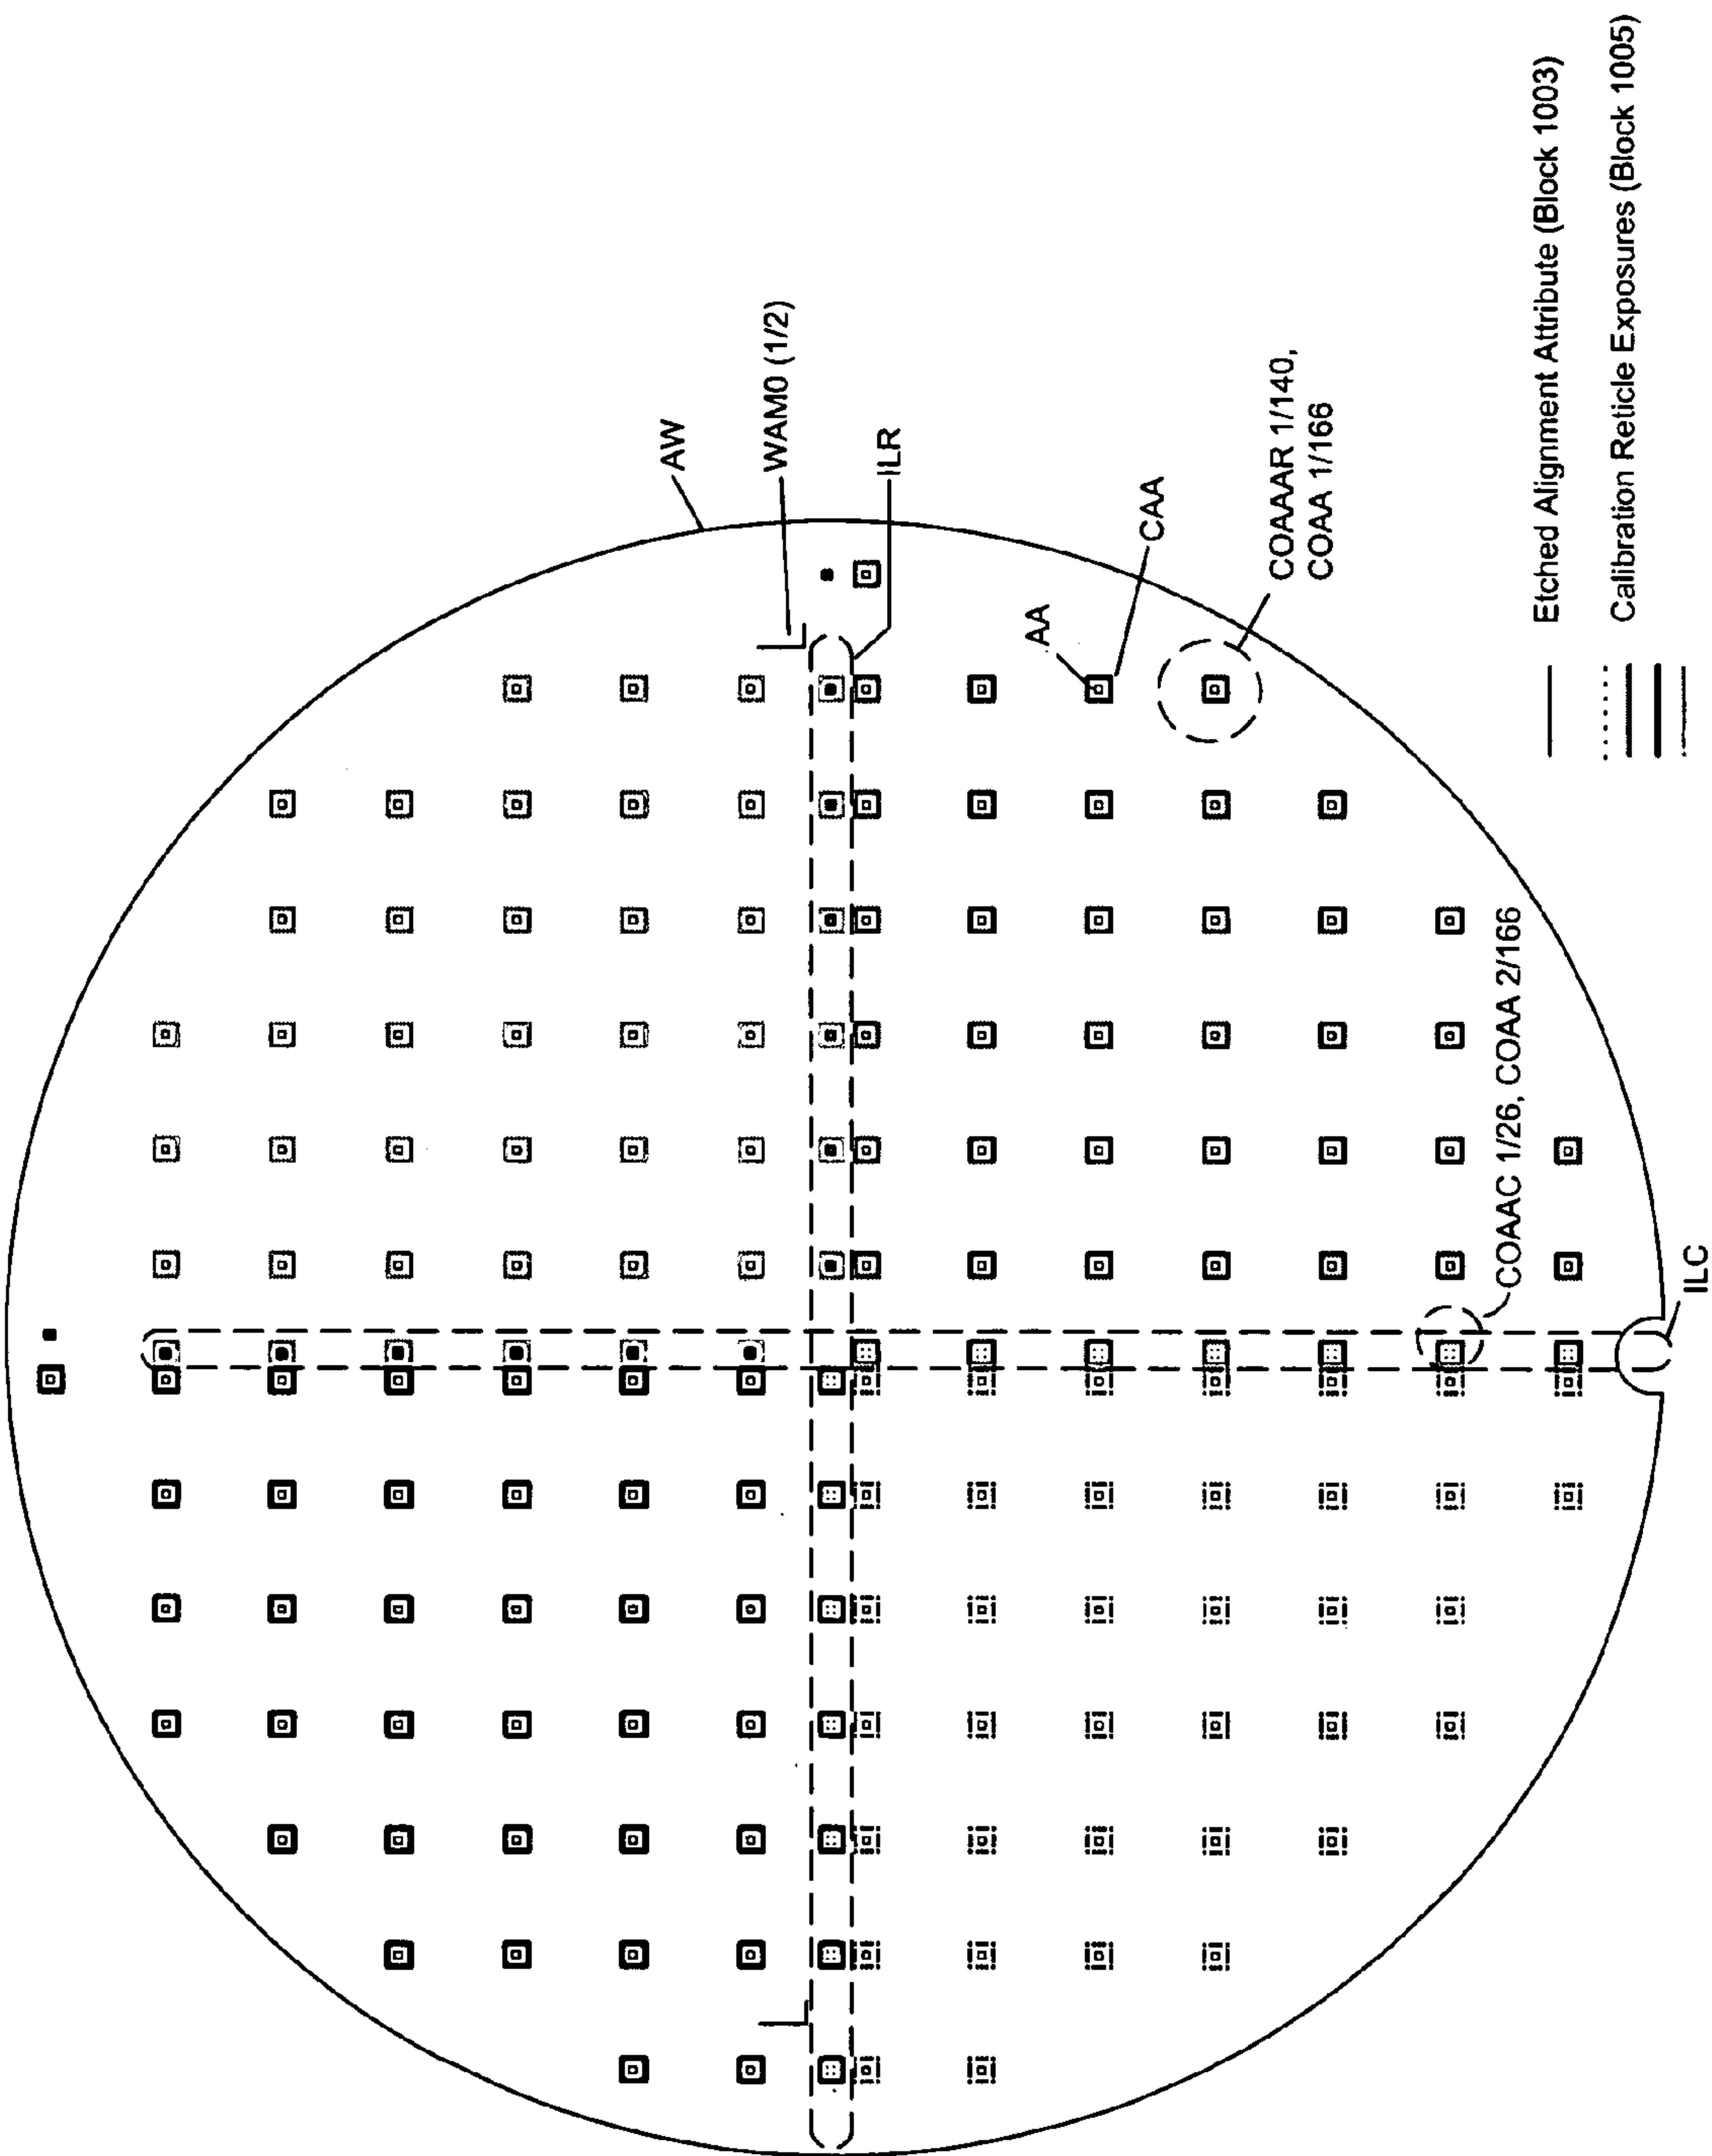 AW
WAM0 (1/2)
ILR
AA
CAA
COAAAR 1/140,
COAA 1/166
COAAC 1/26, COAA 2/166
ILC
Etched Alignment Attribute (Block 1003)
Calibration Reticle Exposures (Block 1005)